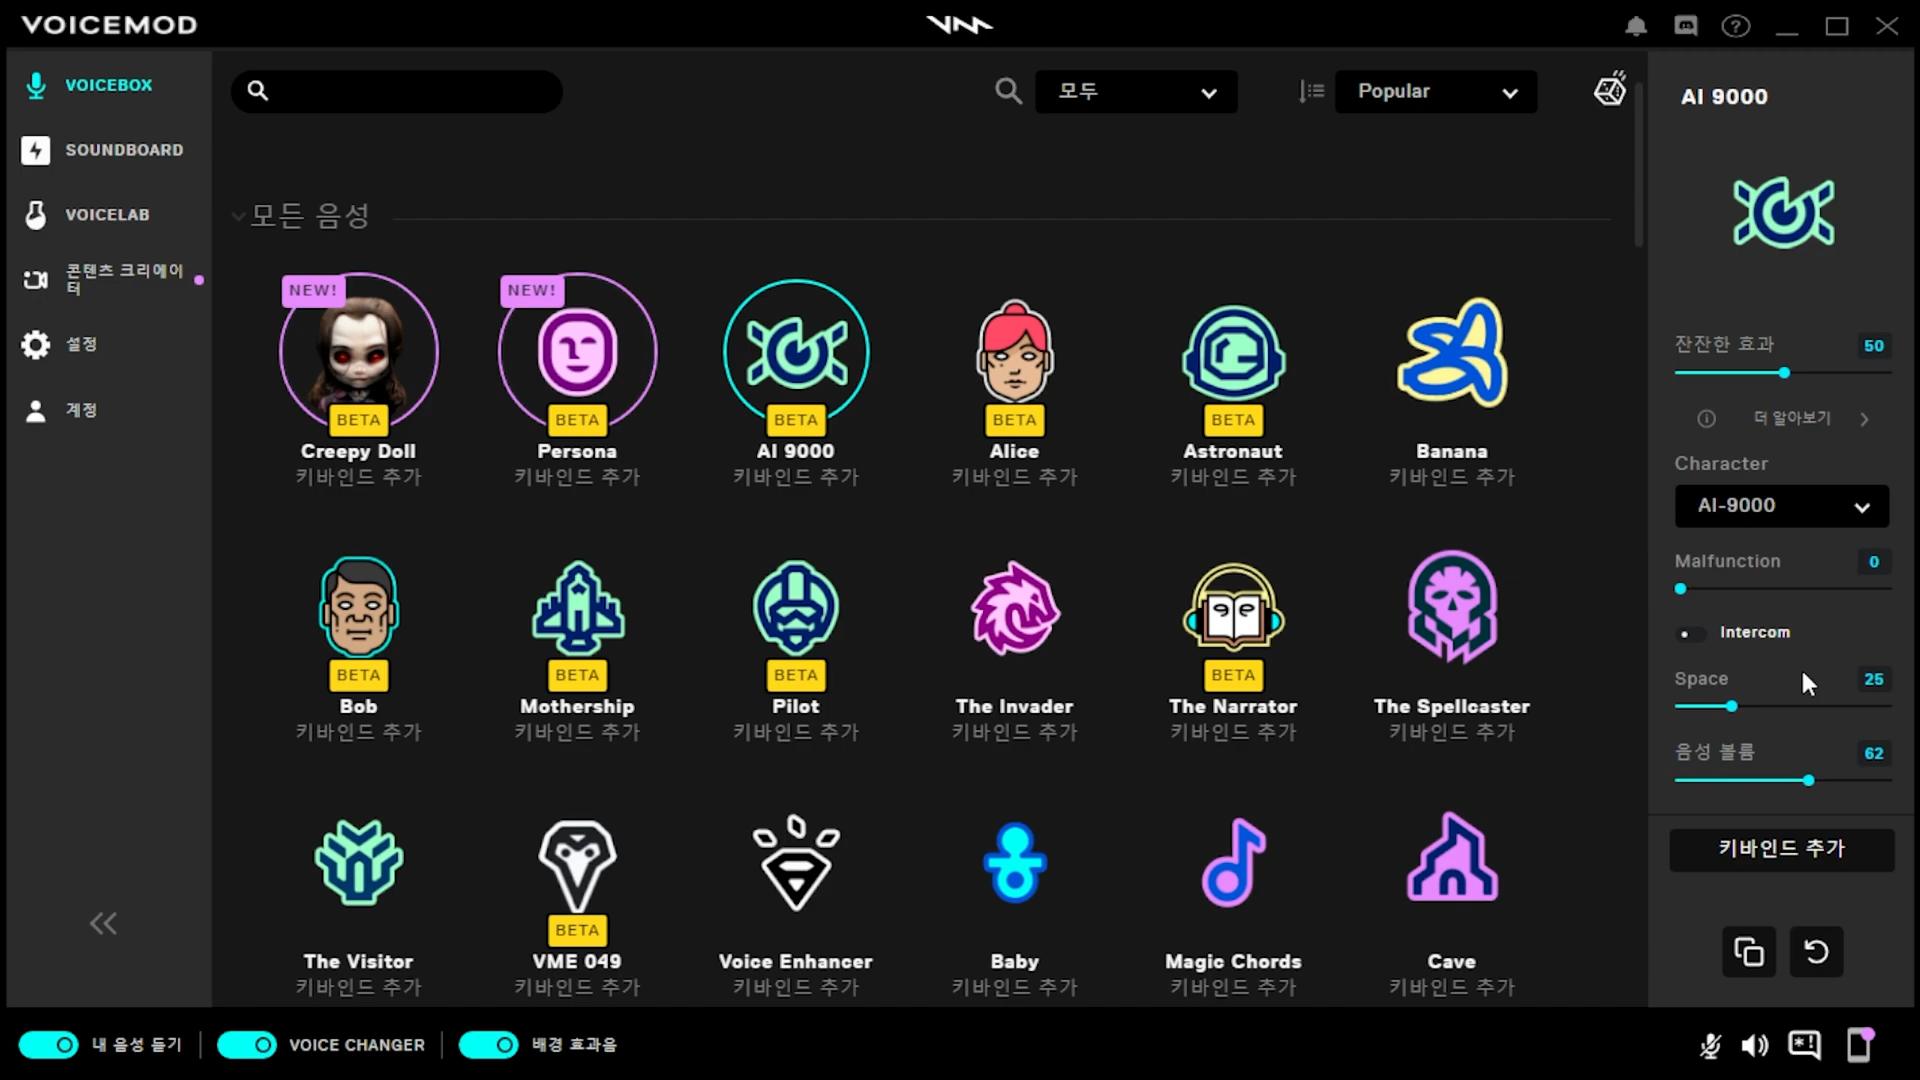 VOICEMOD
VOICEBOX
SOUNDBOARD
VOICELAB
콘텐츠 크리에이
터
설정
계정
모두
Popular
모든 음성
NEW!
NEW!
BETA
BETA
BETA
BETA
BETA
Creepy Doll
Persona
AI 9000
Alice
Astronaut
Banana
키바인드 추가
키바인드 추가
키바인드 추가
키바인드 추가
키바인드 추가
키바인드 추가
BETA
BETA
BETA
BETA
Bob
Mothership
Pilot
The Invader
The Narrator
The Spellcaster
키바인드 추가
키바인드 추가
키바인드 추가
키바인드 추가
키바인드 추가
키바인드 추가
BETA
The Visitor
VME 049
Voice Enhancer
Baby
Magic Chords
Cave
키바인드 추가
키바인드 추가
키바인드 추가
키바인드 추가
키바인드 추가
키바인드 추가
AI 9000
잔잔한 효과 50
더 알아보기
Character
AI-9000
Malfunction 0
Intercom
Space 25
음성 볼륨 62
키바인드 추가
내 음성 듣기
VOICE CHANGER
배경 효과음